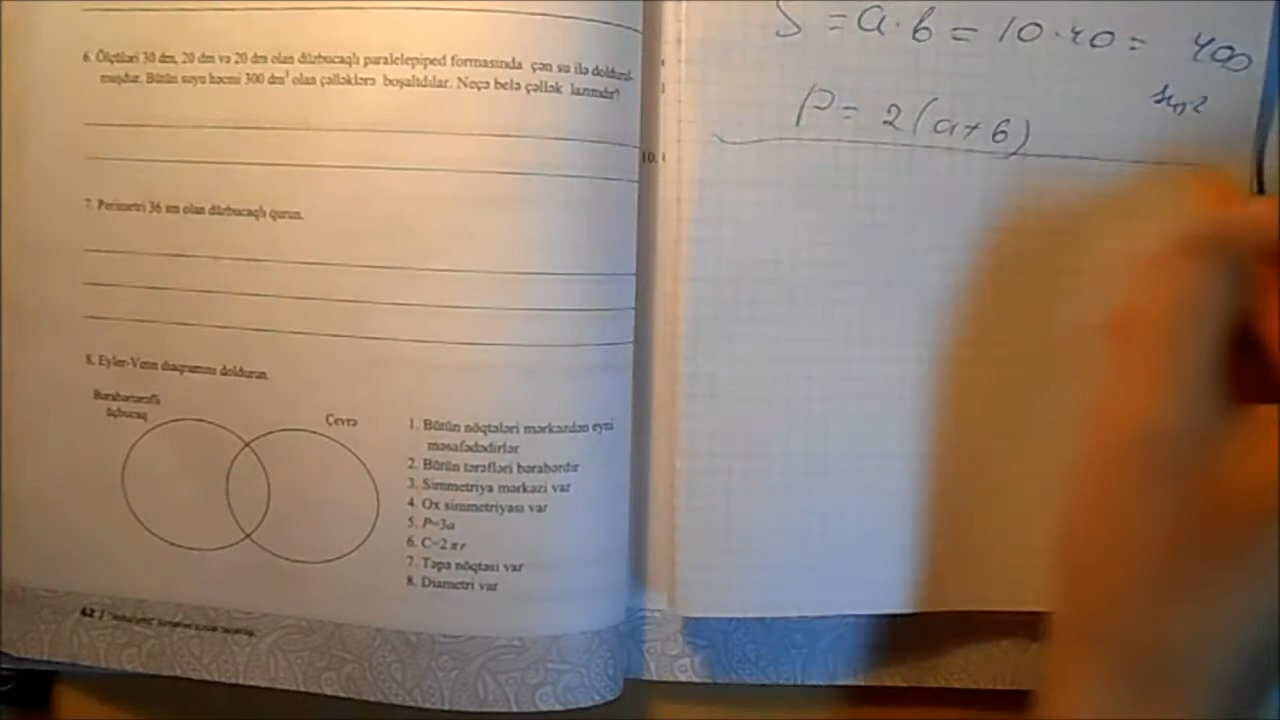 6. Ölçüləri 30 dm, 20 dm və 20 dm olan düzbucaqlı paralelepiped formasında çən su ilə doldurul-
muşdur. Bütün suyu həcmi 300 dm³ olan çəlləklərə boşaltdılar. Neçə belə çəllək lazımdır?
7. Perimetri 36 sm olan düzbucaqlı qurun.
8. Eyler-Venn diaqramını doldurun.
Bərabərtərəfli
üçbucaq
Çevrə
1. Bütün nöqtələri mərkəzdən eyni
məsafədədirlər
2. Bütün tərəfləri bərabərdir
3. Simmetriya mərkəzi var
4. Ox simmetriyası var
5. P=3a
6. C=2πr
7. Təpə nöqtəsi var
8. Diametri var
62 /
10.
S = a · b = 10 · 40 = 400
P = 2(a+b)